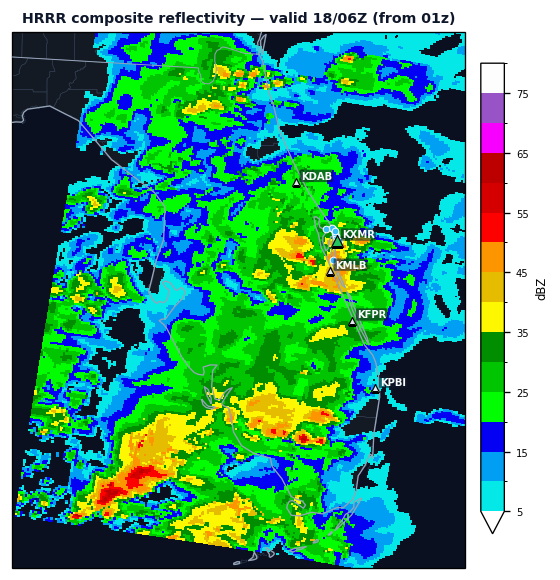 HRRR composite reflectivity — valid 18/06Z (from 01z)
KDAB
KXMR
KMLB
KFPR
KPBI
75
65
55
45
35
25
15
5
dBZ